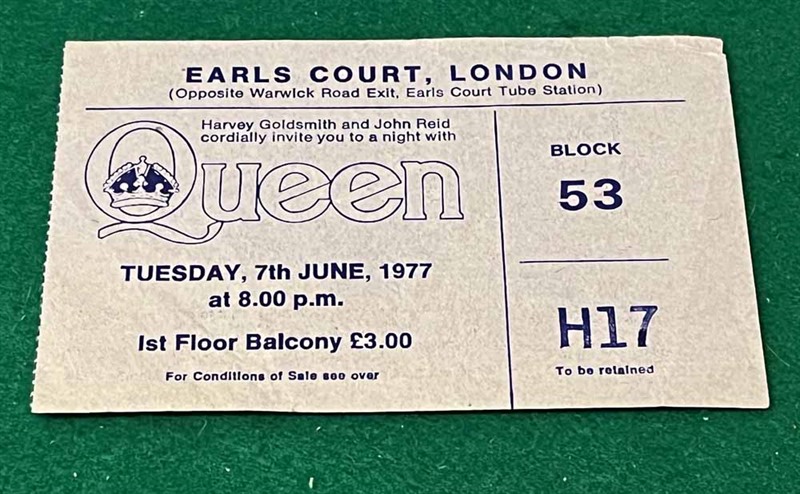 EARLS COURT, LONDON
(Opposite Warwick Road Exit, Earls Court Tube Station)
Harvey Goldsmith and John Reid
cordially invite you to a night with
Queen
TUESDAY, 7th JUNE, 1977
at 8.00 p.m.
1st Floor Balcony £3.00
For Conditions of Sale see over
BLOCK
53
H17
To be retained